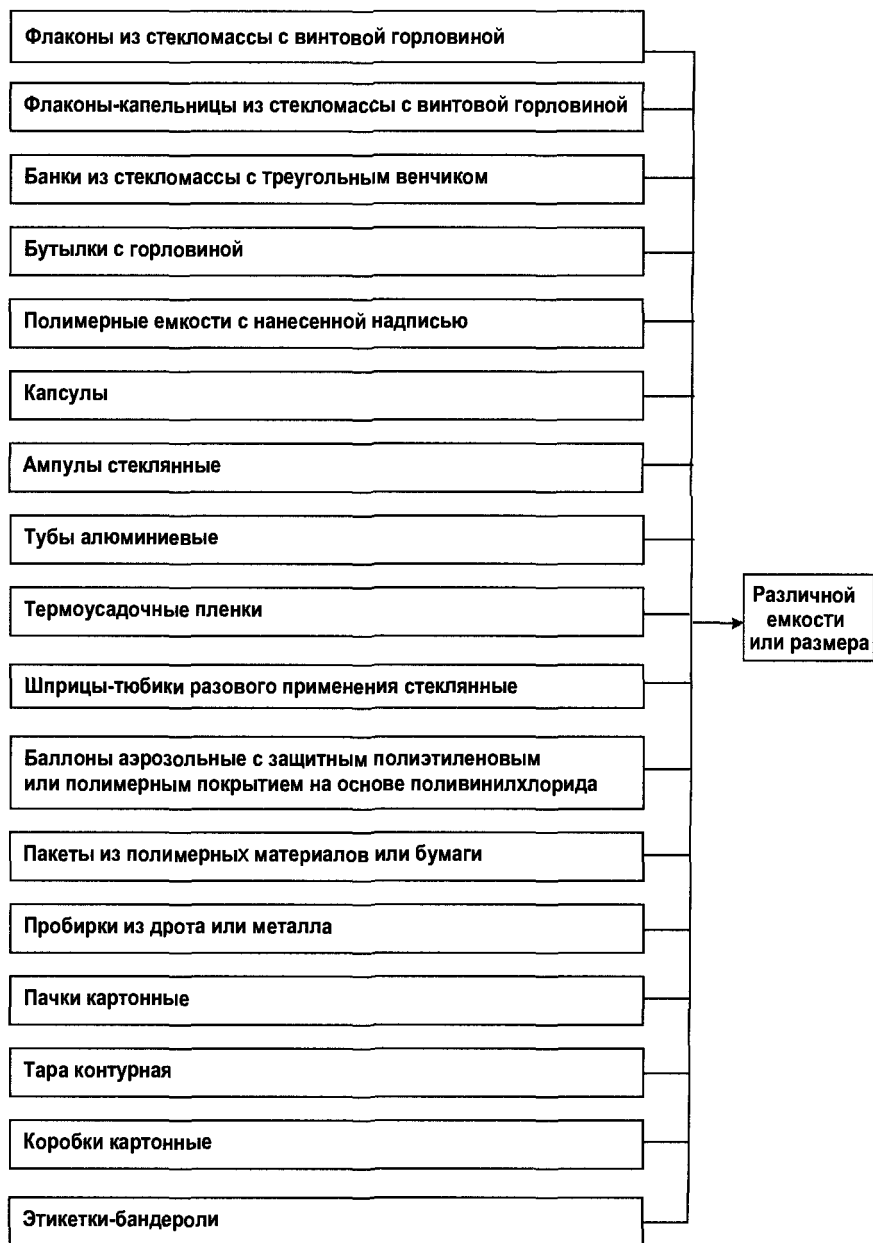 Флаконы из стекломассы с винтовой горловиной
Флаконы-капельницы из стекломассы с винтовой горловиной
Банки из стекломассы с треугольным венчиком
Бутылки с горловиной
Полимерные емкости с нанесенной надписью
Капсулы
Ампулы стеклянные
Тубы алюминиевые
Термоусадочные пленки
Шприцы-тюбики разового применения стеклянные
Баллоны аэрозольные с защитным полиэтиленовым
или полимерным покрытием на основе поливинилхлорида
Пакеты из полимерных материалов или бумаги
Пробирки из дрота или металла
Пачки картонные
Тара контурная
Коробки картонные
Этикетки-бандероли
Различной
емкости
или размера